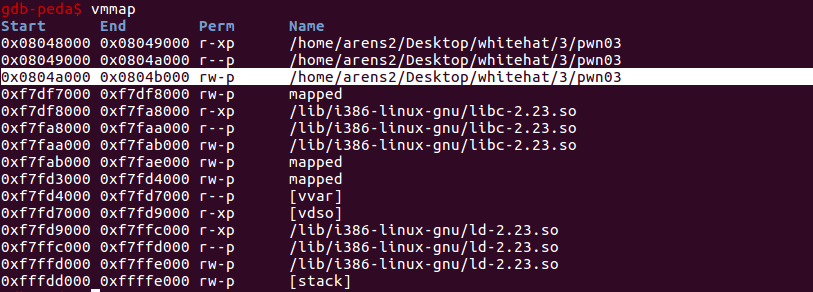 gdb-peda$ vmmap
Start End Perm Name
0x08048000 0x08049000 r-xp /home/arens2/Desktop/whitehat/3/pwn03
0x08049000 0x0804a000 r--p /home/arens2/Desktop/whitehat/3/pwn03
0x0804a000 0x0804b000 rw-p /home/arens2/Desktop/whitehat/3/pwn03
0xf7df7000 0xf7df8000 rw-p mapped
0xf7df8000 0xf7fa8000 r-xp /lib/i386-linux-gnu/libc-2.23.so
0xf7fa8000 0xf7faa000 r--p /lib/i386-linux-gnu/libc-2.23.so
0xf7faa000 0xf7fab000 rw-p /lib/i386-linux-gnu/libc-2.23.so
0xf7fab000 0xf7fae000 rw-p mapped
0xf7fd3000 0xf7fd4000 rw-p mapped
0xf7fd4000 0xf7fd7000 r--p [vvar]
0xf7fd7000 0xf7fd9000 r-xp [vdso]
0xf7fd9000 0xf7ffc000 r-xp /lib/i386-linux-gnu/ld-2.23.so
0xf7ffc000 0xf7ffd000 r--p /lib/i386-linux-gnu/ld-2.23.so
0xf7ffd000 0xf7ffe000 rw-p /lib/i386-linux-gnu/ld-2.23.so
0xfffdd000 0xffffe000 rw-p [stack]